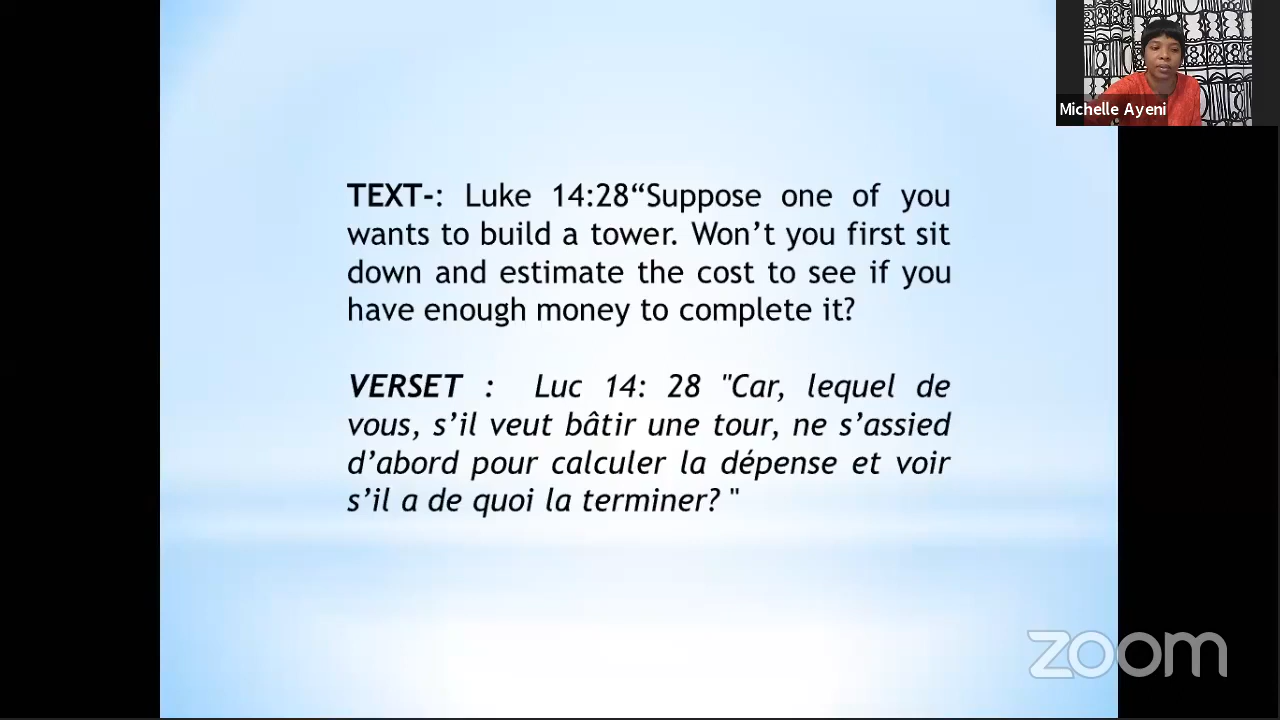 Michelle Ayeni
TEXT-: Luke 14:28“Suppose one of you
wants to build a tower. Won’t you first sit
down and estimate the cost to see if you
have enough money to complete it?
VERSET : Luc 14: 28 "Car, lequel de
vous, s’il veut bâtir une tour, ne s’assied
d’abord pour calculer la dépense et voir
s’il a de quoi la terminer? "
zoom